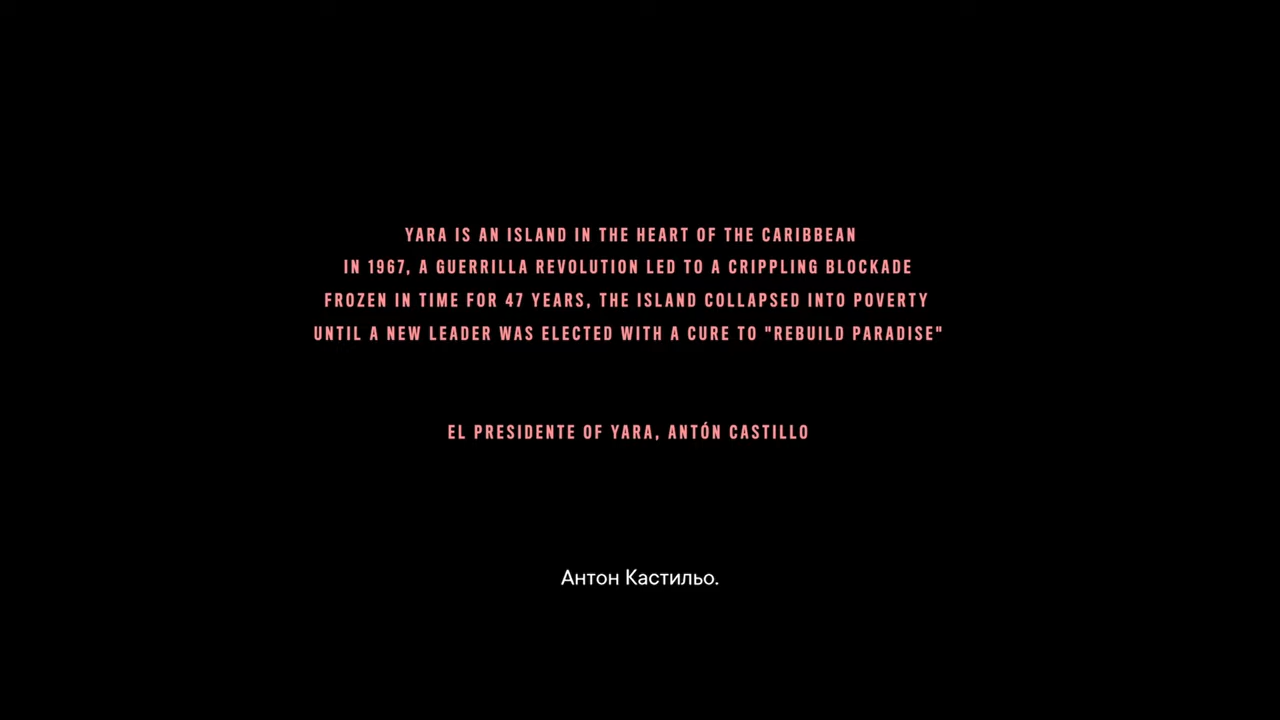 YARA IS AN ISLAND IN THE HEART OF THE CARIBBEAN
IN 1967, A GUERRILLA REVOLUTION LED TO A CRIPPLING BLOCKADE
FROZEN IN TIME FOR 47 YEARS, THE ISLAND COLLAPSED INTO POVERTY
UNTIL A NEW LEADER WAS ELECTED WITH A CURE TO "REBUILD PARADISE"
EL PRESIDENTE OF YARA, ANTÓN CASTILLO
Антон Кастильо.